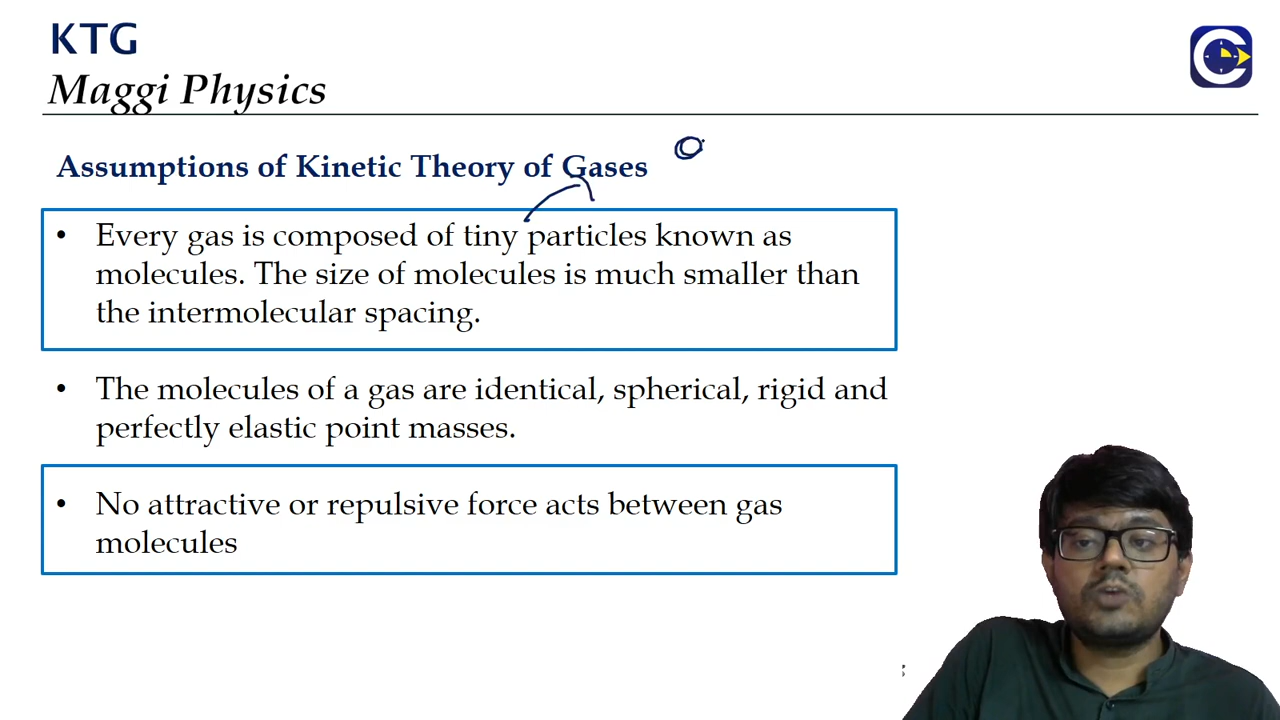 KTG
Maggi Physics
Assumptions of Kinetic Theory of Gases
• Every gas is composed of tiny particles known as
molecules. The size of molecules is much smaller than
the intermolecular spacing.
• The molecules of a gas are identical, spherical, rigid and
perfectly elastic point masses.
• No attractive or repulsive force acts between gas
molecules